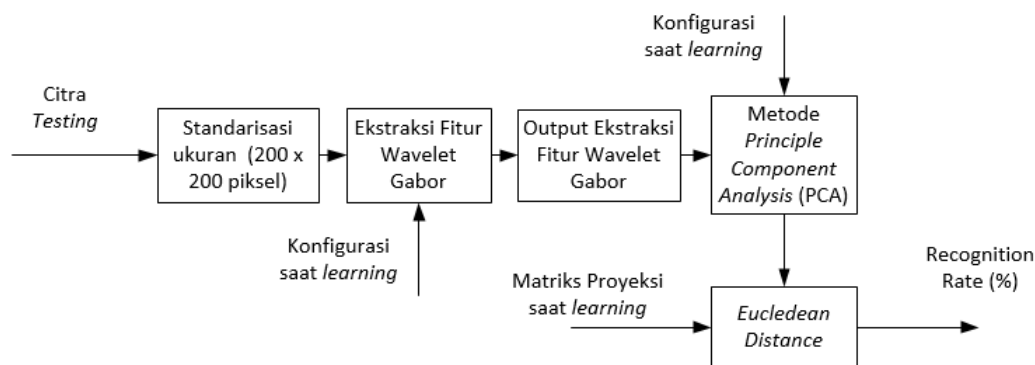 Konfigurasi
saat learning
Citra
Testing
Standarisasi
ukuran (200 x
200 piksel)
Ekstraksi Fitur
Wavelet
Gabor
Output Ekstraksi
Fitur Wavelet
Gabor
Metode
Principle
Component
Analysis (PCA)
Konfigurasi
saat learning
Matriks Proyeksi
saat learning
Eucledean
Distance
Recognition
Rate (%)